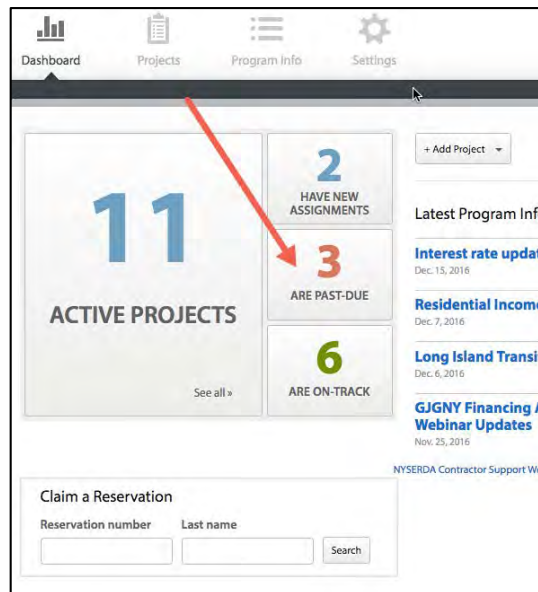 Dashboard Projects Program Info Settings
11
ACTIVE PROJECTS
See all »
2
HAVE NEW
ASSIGNMENTS
3
ARE PAST-DUE
6
ARE ON-TRACK
+ Add Project
Latest Program Inf
Interest rate updat
Dec. 15, 2016
Residential Income
Dec. 7, 2016
Long Island Transi
Dec. 6, 2016
GJGNY Financing A
Webinar Updates
Nov. 25, 2016
NYSERDA Contractor Support W
Claim a Reservation
Reservation number Last name
Search